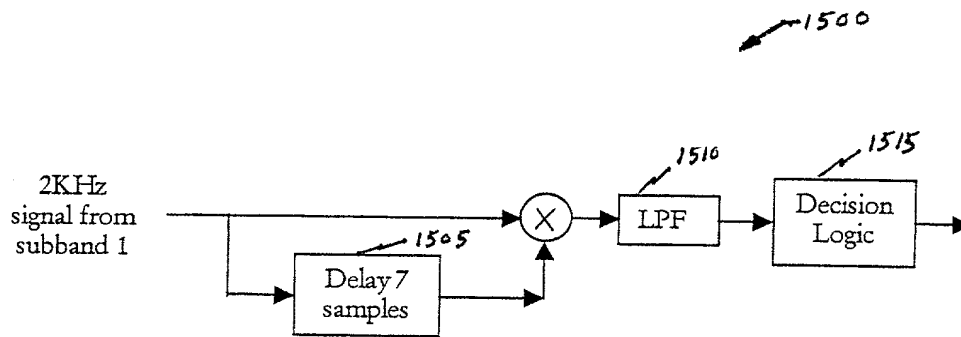 1500
1510
1515
2KHz
signal from
subband 1
X
LPF
Decision
Logic
1505
Delay 7
samples